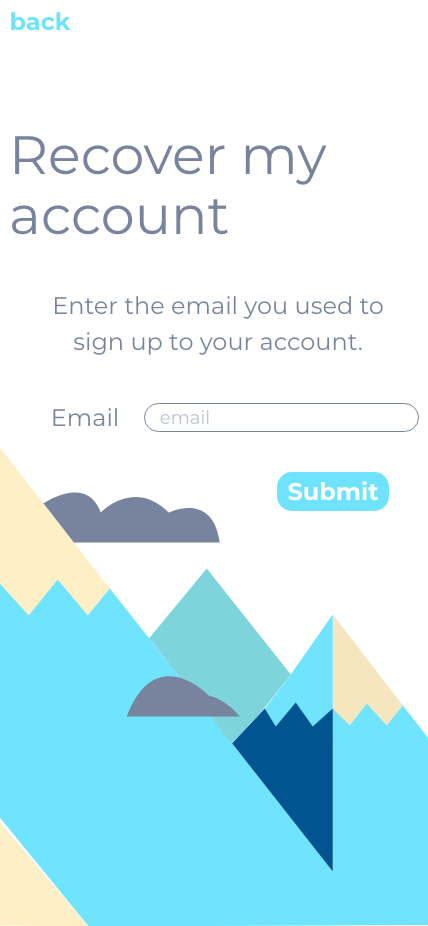 back
Recover my
account
Enter the email you used to
sign up to your account.
Email email
Submit